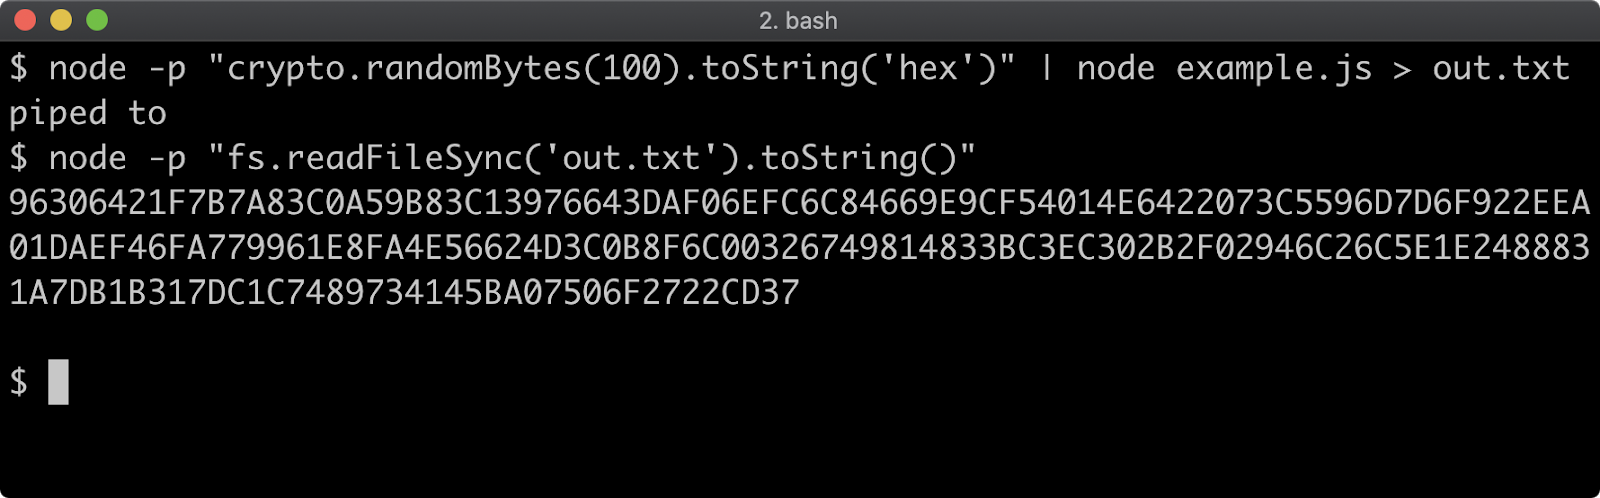 2. bash
$ node -p "crypto.randomBytes(100).toString('hex')" | node example.js > out.txt
piped to
$ node -p "fs.readFileSync('out.txt').toString()"
96306421F7B7A83C0A59B83C13976643DAF06EFC6C84669E9CF54014E6422073C5596D7D6F922EEA
01DAEF46FA779961E8FA4E56624D3C0B8F6C00326749814833BC3EC302B2F02946C26C5E1E248883
1A7DB1B317DC1C7489734145BA07506F2722CD37
$